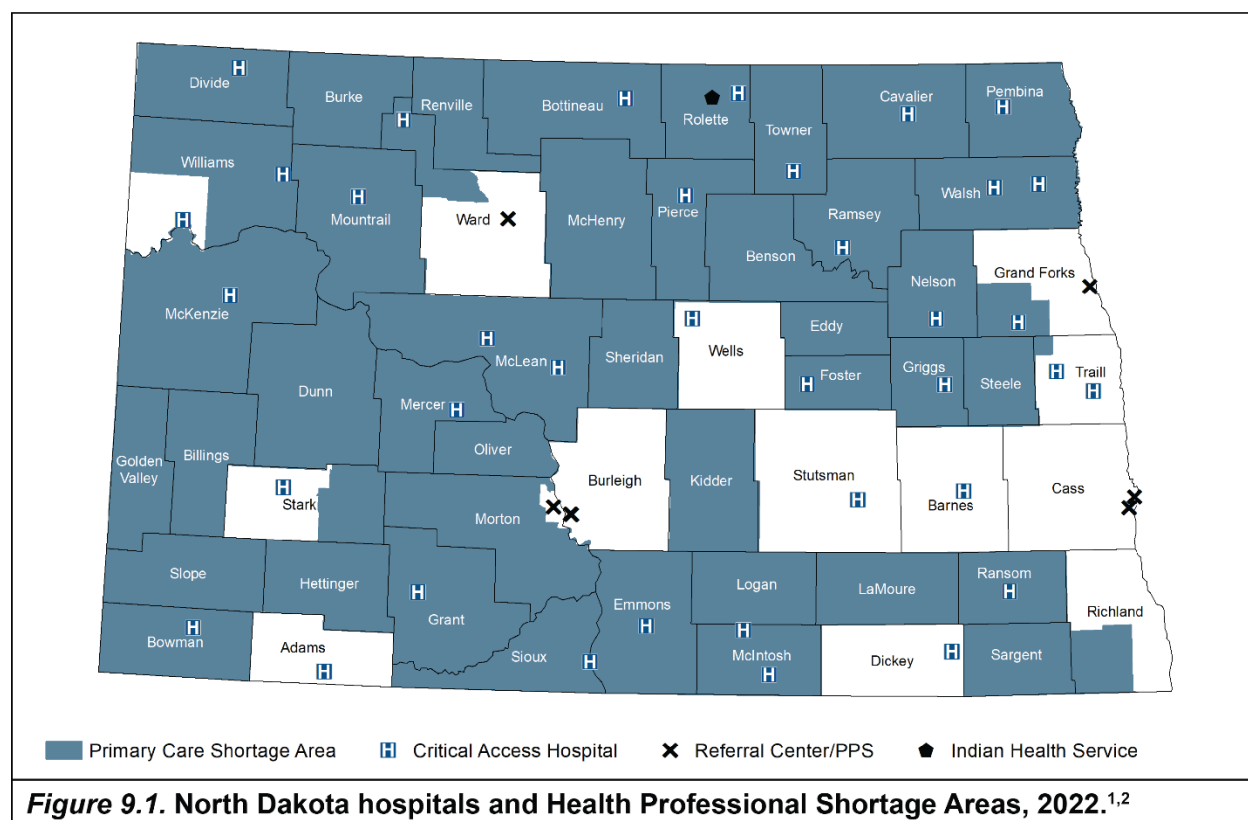 Divide
Burke
Renville
Bottineau
Rolette
Towner
Cavalier
Pembina
Williams
Mountrail
Ward
McHenry
Pierce
Benson
Ramsey
Walsh
Nelson
Grand Forks
McKenzie
Dunn
McLean
Mercer
Oliver
Sheridan
Wells
Eddy
Foster
Griggs
Steele
Traill
Golden
Valley
Billings
Stark
Morton
Burleigh
Kidder
Stutsman
Barnes
Cass
Slope
Hettinger
Grant
Bowman
Adams
Sioux
Emmons
Logan
McIntosh
LaMoure
Dickey
Ransom
Sargent
Richland
Primary Care Shortage Area
H Critical Access Hospital
Referral Center/PPS
Indian Health Service
Figure 9.1. North Dakota hospitals and Health Professional Shortage Areas, 2022.1,2